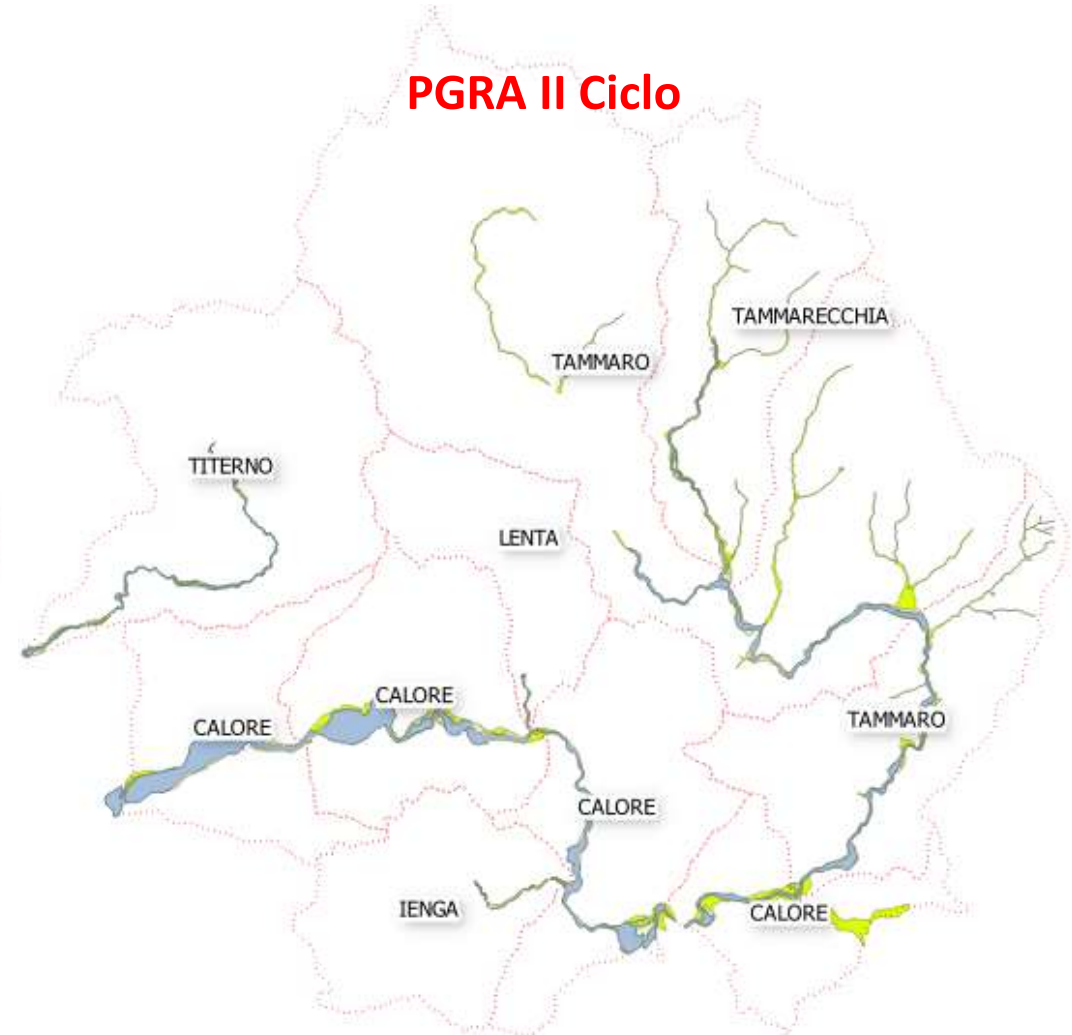 PGRA II Ciclo
TAMMARECCHIA
TAMMARO
TITERNO
LENTA
CALORE
CALORE
TAMMARO
CALORE
IENGA
CALORE